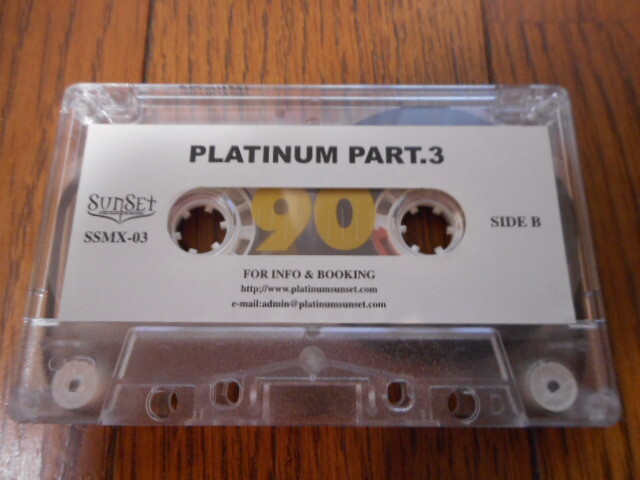 PLATINUM PART.3
SUNSEt
SSMX-03
90
SIDE B
FOR INFO & BOOKING
http;//www.platinumsunset.com
e-mail:admin@platinumsunset.com